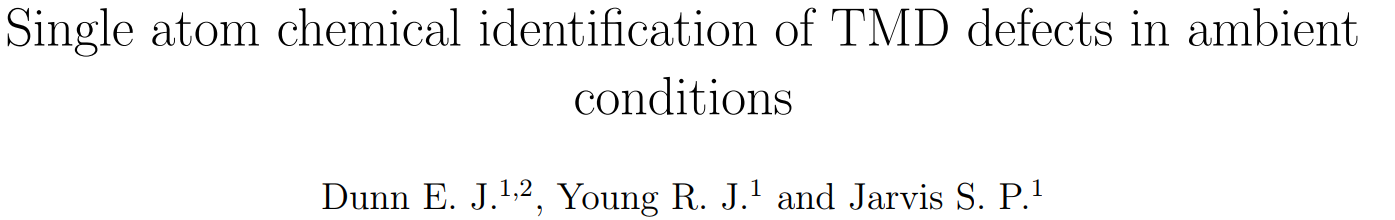 Single atom chemical identification of TMD defects in ambient
conditions
Dunn E. J.1,2, Young R. J.1 and Jarvis S. P.1